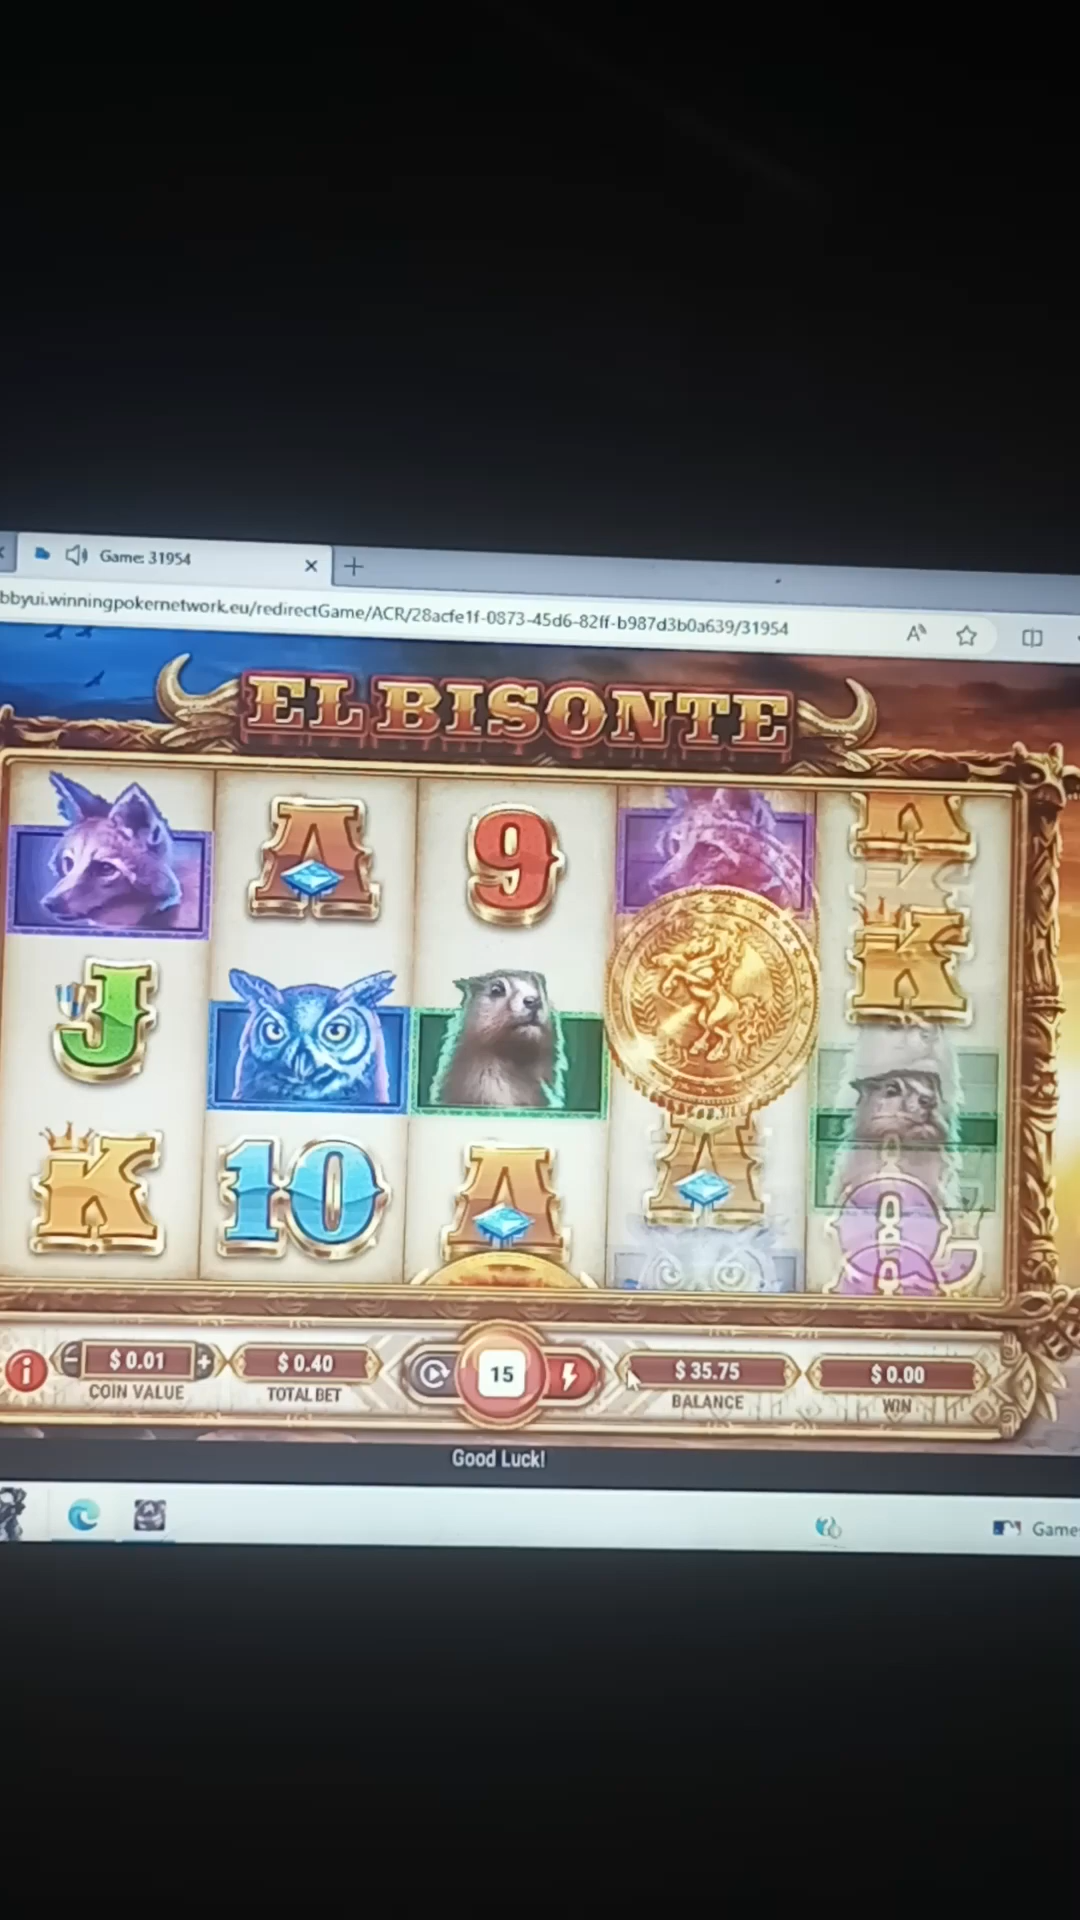 Game: 31954
bbyui.winningpokernetwork.eu/redirectGame/ACR/28acfe1f-0873-45d6-82ff-b987d3b0a639/31954
EL BISONTE
A 9 K
J K
K 10 A A Q
$ 0.01 $ 0.40 15 $ 35.75 $ 0.00
COIN VALUE TOTAL BET BALANCE WIN
Good Luck!
Game